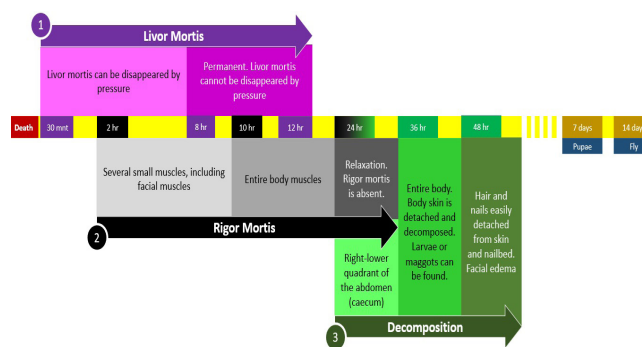 1
Livor Mortis
Livor mortis can be disappeared by
pressure
Permanent. Livor mortis
cannot be disappeared by
pressure
Death
30 mnt
2 hr
8 hr
10 hr
12 hr
24 hr
36 hr
48 hr
7 days
14 day
Pupae
Fly
Several small muscles, including
facial muscles
Entire body muscles
Relaxation.
Rigor mortis
is absent.
2
Rigor Mortis
Right-lower
quadrant of
the abdomen
(caecum)
Entire body.
Body skin is
detached and
decomposed.
Larvae or
maggots can
be found.
Hair and
nails easily
detached
from skin
and nailbed.
Facial edema
3
Decomposition